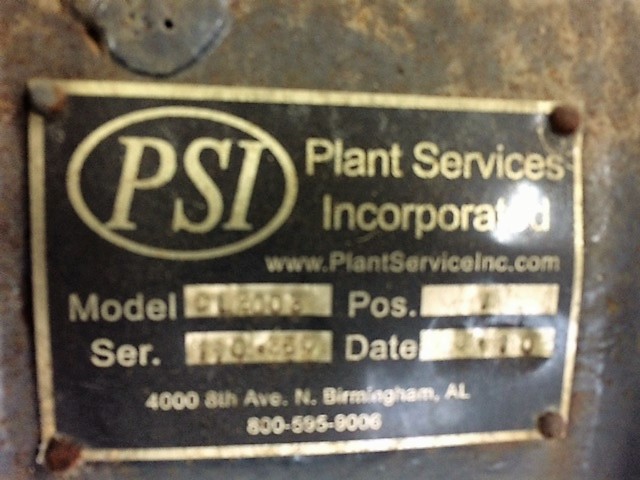 PSI
Plant Services
Incorporated
www.PlantServiceInc.com
Model Pos.
Ser. Date
4000 8th Ave. N. Birmingham, AL
800-595-9006